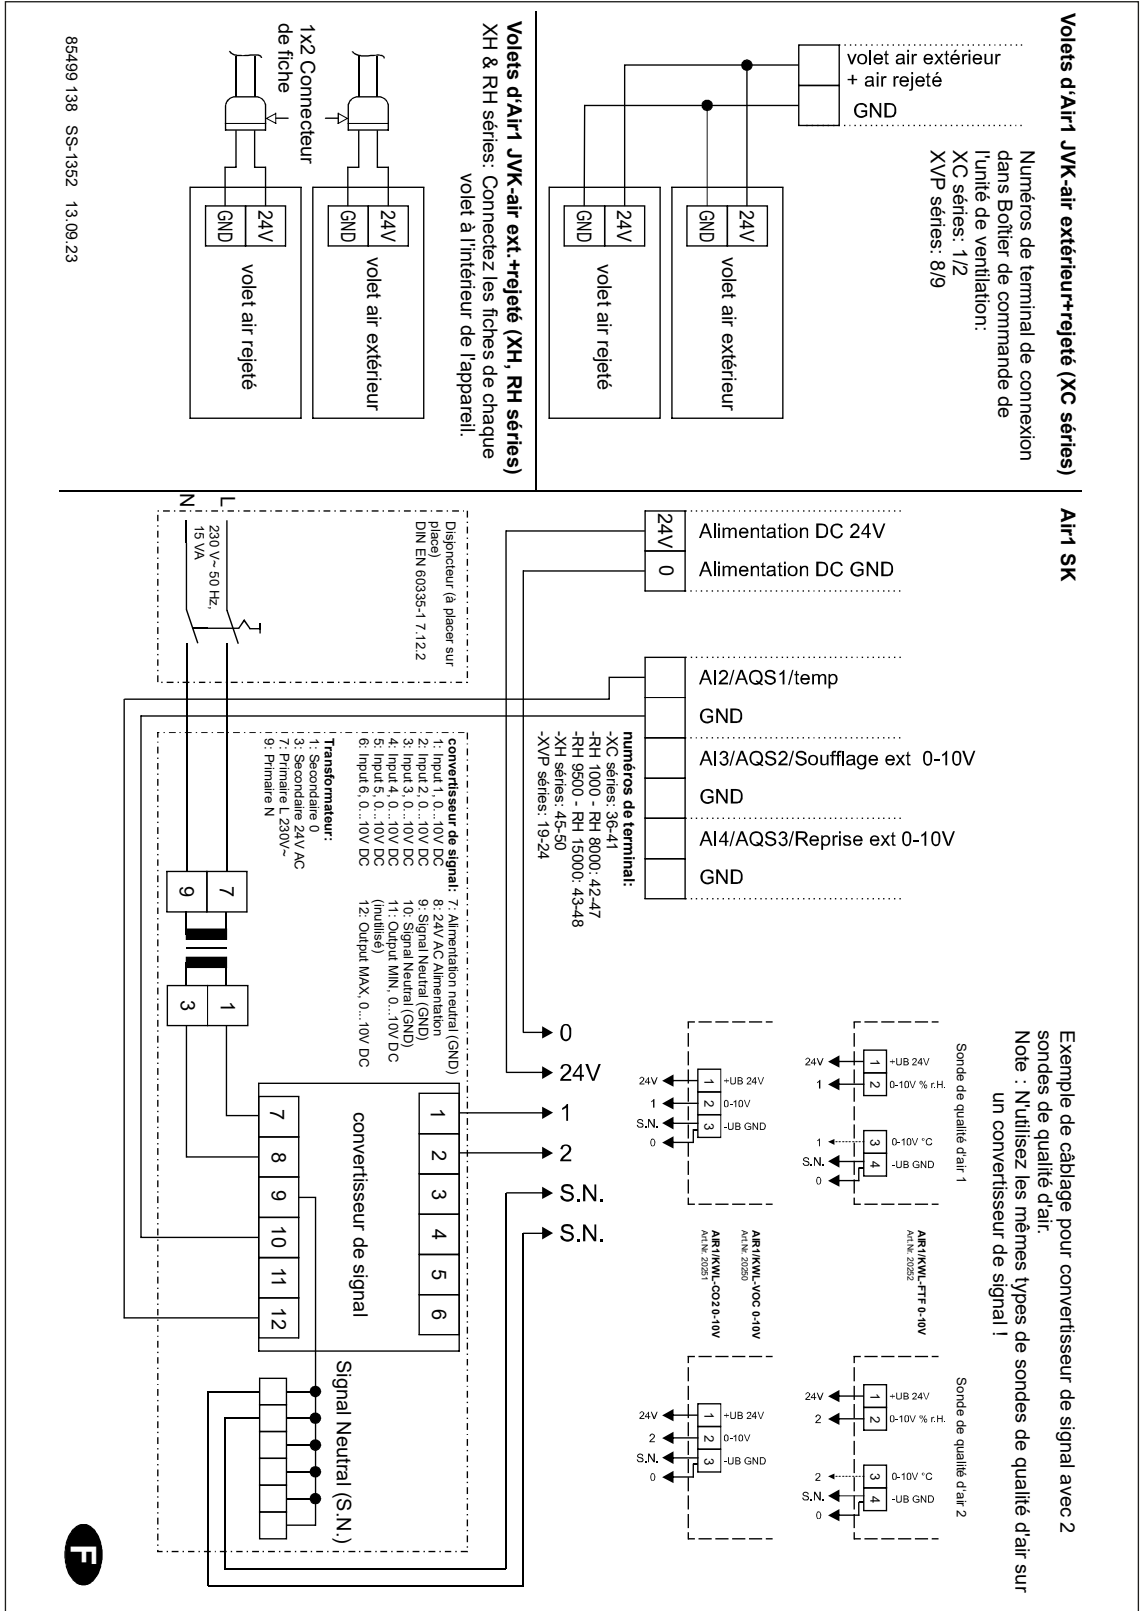 Volets d'Air1 JVK-air extérieur+rejeté (XC séries)
volet air extérieur
+ air rejeté
GND
Numéros de terminal de connexion
dans Boîtier de commande de
l'unité de ventilation:
XC séries: 1/2
XVP séries: 8/9
24V
GND
volet air extérieur
24V
GND
volet air rejeté
Volets d'Air1 JVK-air ext.+rejeté (XH, RH séries)
XH & RH séries: Connectez les fiches de chaque
volet à l'intérieur de l'appareil.
1x2 Connecteur
de fiche
24V
GND
volet air extérieur
24V
GND
volet air rejeté
85499 138 SS-1352 13.09.23
Air1 SK
24V
0
Alimentation DC 24V
Alimentation DC GND
AI2/AQS1/temp
GND
AI3/AQS2/Soufflage ext 0-10V
GND
AI4/AQS3/Reprise ext 0-10V
GND
numéros de terminal:
-XC séries: 36-41
-RH 1000 - RH 8000: 42-47
-RH 9500 - RH 15000: 43-48
-XH séries: 45-50
-XVP séries: 19-24
Disjoncteur (à placer sur
place)
DIN EN 60335-1 7.12.2
L
N
230 V~ 50 Hz,
15 VA
convertisseur de signal:
1: Input 1, 0...10V DC
2: Input 2, 0...10V DC
3: Input 3, 0...10V DC
4: Input 4, 0...10V DC
5: Input 5, 0...10V DC
6: Input 6, 0...10V DC
7: Alimentation neutral (GND)
8: 24V AC Alimentation
9: Signal Neutral (GND)
10: Signal Neutral (GND)
11: Output MIN, 0...10V DC
(inutilisé)
12: Output MAX, 0...10V DC
Transformateur:
1: Secondaire 0
3: Secondaire 24V AC
7: Primaire L 230V~
9: Primaire N
7
9
1
3
convertisseur de signal
1 2 3 4 5 6
7 8 9 10 11 12
Signal Neutral (S.N.)
0
24V
1
2
S.N.
S.N.
Exemple de câblage pour convertisseur de signal avec 2
sondes de qualité d'air.
Note : N'utilisez les mêmes types de sondes de qualité d'air sur
un convertisseur de signal !
Sonde de qualité d'air 1
24V 1 +UB 24V
1 2 0-10V % r.H.
1 3 0-10V °C
S.N. 4 -UB GND
0
AIR1/KWL-FTF 0-10V
Art.Nr. 20252
Sonde de qualité d'air 2
24V 1 +UB 24V
2 2 0-10V % r.H.
2 3 0-10V °C
S.N. 4 -UB GND
0
24V 1 +UB 24V
1 2 0-10V
S.N. 3 -UB GND
0
AIR1/KWL-VOC 0-10V
Art.Nr. 20250
AIR1/KWL-CO2 0-10V
Art.Nr. 20251
24V 1 +UB 24V
2 2 0-10V
S.N. 3 -UB GND
0
F